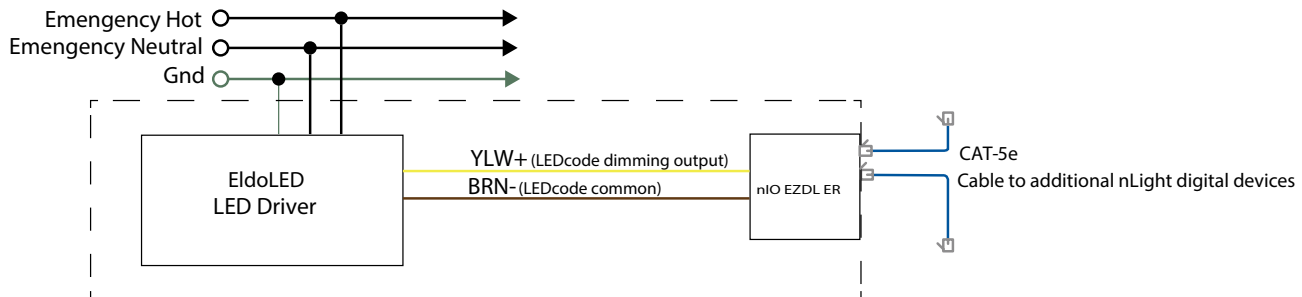 Emergency Hot
Emergency Neutral
Gnd
EldoLED
LED Driver
YLW+ (LEDcode dimming output)
BRN- (LEDcode common)
nIO EZDL ER
CAT-5e
Cable to additional nLight digital devices